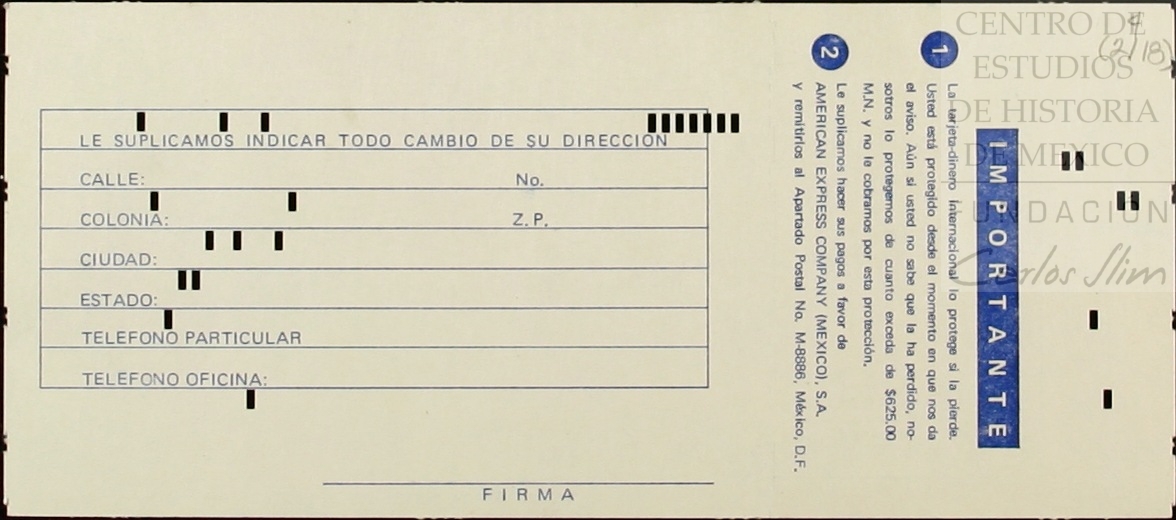 LE SUPLICAMOS INDICAR TODO CAMBIO DE SU DIRECCION
CALLE: No.
COLONIA: Z.P.
CIUDAD:
ESTADO:
TELEFONO PARTICULAR
TELEFONO OFICINA:
FIRMA
IMPORTANTE
1
La tarjeta-dinero internacional lo protege si la pierde.
Usted está protegido desde el momento en que nos da
el aviso. Aún si usted no sabe que la ha perdido, no-
sotros lo protegemos de cuanto exceda de $625.00
M.N. y no le cobramos por esta protección.
2
Le suplicamos hacer sus pagos a favor de
AMERICAN EXPRESS COMPANY (MEXICO), S.A.
y remitirlos al Apartado Postal No. M-8886, México, D.F.
CENTRO DE
ESTUDIOS
DE HISTORIA
DE MEXICO
FUNDACIÓN
Carlos Slim
(2/18)